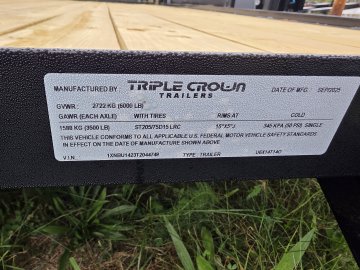 MANUFACTURED BY: TRIPLE CROWN TRAILERS DATE OF MFG. SEP/2025
GVWR 2722 KG (6000 LB)
GAWR (EACH AXLE) WITH TIRES RIMS AT COLD
1588 KG (3500 LB) ST205/75D15 LRC 15"X5"J 345 KPA (50 PSI) SINGLE
THIS VEHICLE CONFORMS TO ALL APPLICABLE U.S. FEDERAL MOTOR VEHICLE SAFETY STANDARDS
IN EFFECT ON THE DATE OF MANUFACTURE SHOWN ABOVE
V.I.N. TYPE: TRAILER U6X14T14G